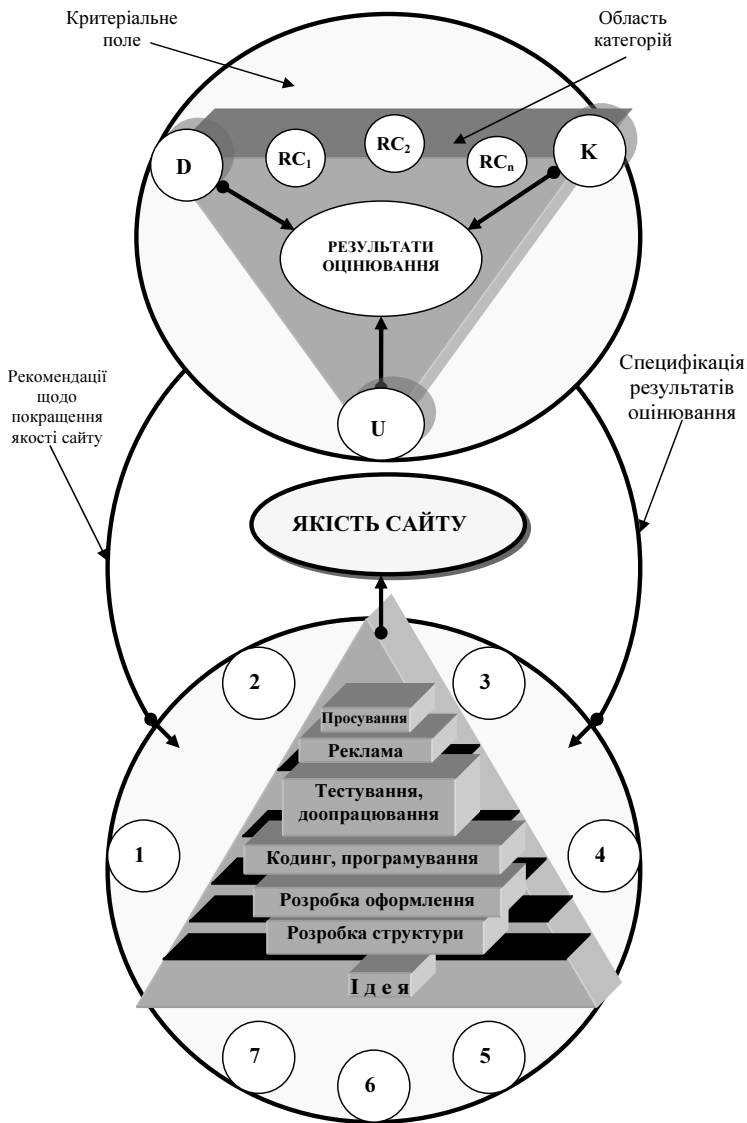 Критеріальне
поле
Область
категорій
D
RC1
RC2
RCn
K
РЕЗУЛЬТАТИ
ОЦІНЮВАННЯ
U
Рекомендації
щодо
покращення
якості сайту
Специфікація
результатів
оцінювання
ЯКІСТЬ САЙТУ
2
3
Просування
Реклама
Тестування,
доопрацювання
1
4
Кодинг, програмування
Розробка оформлення
Розробка структури
І д е я
7
5
6